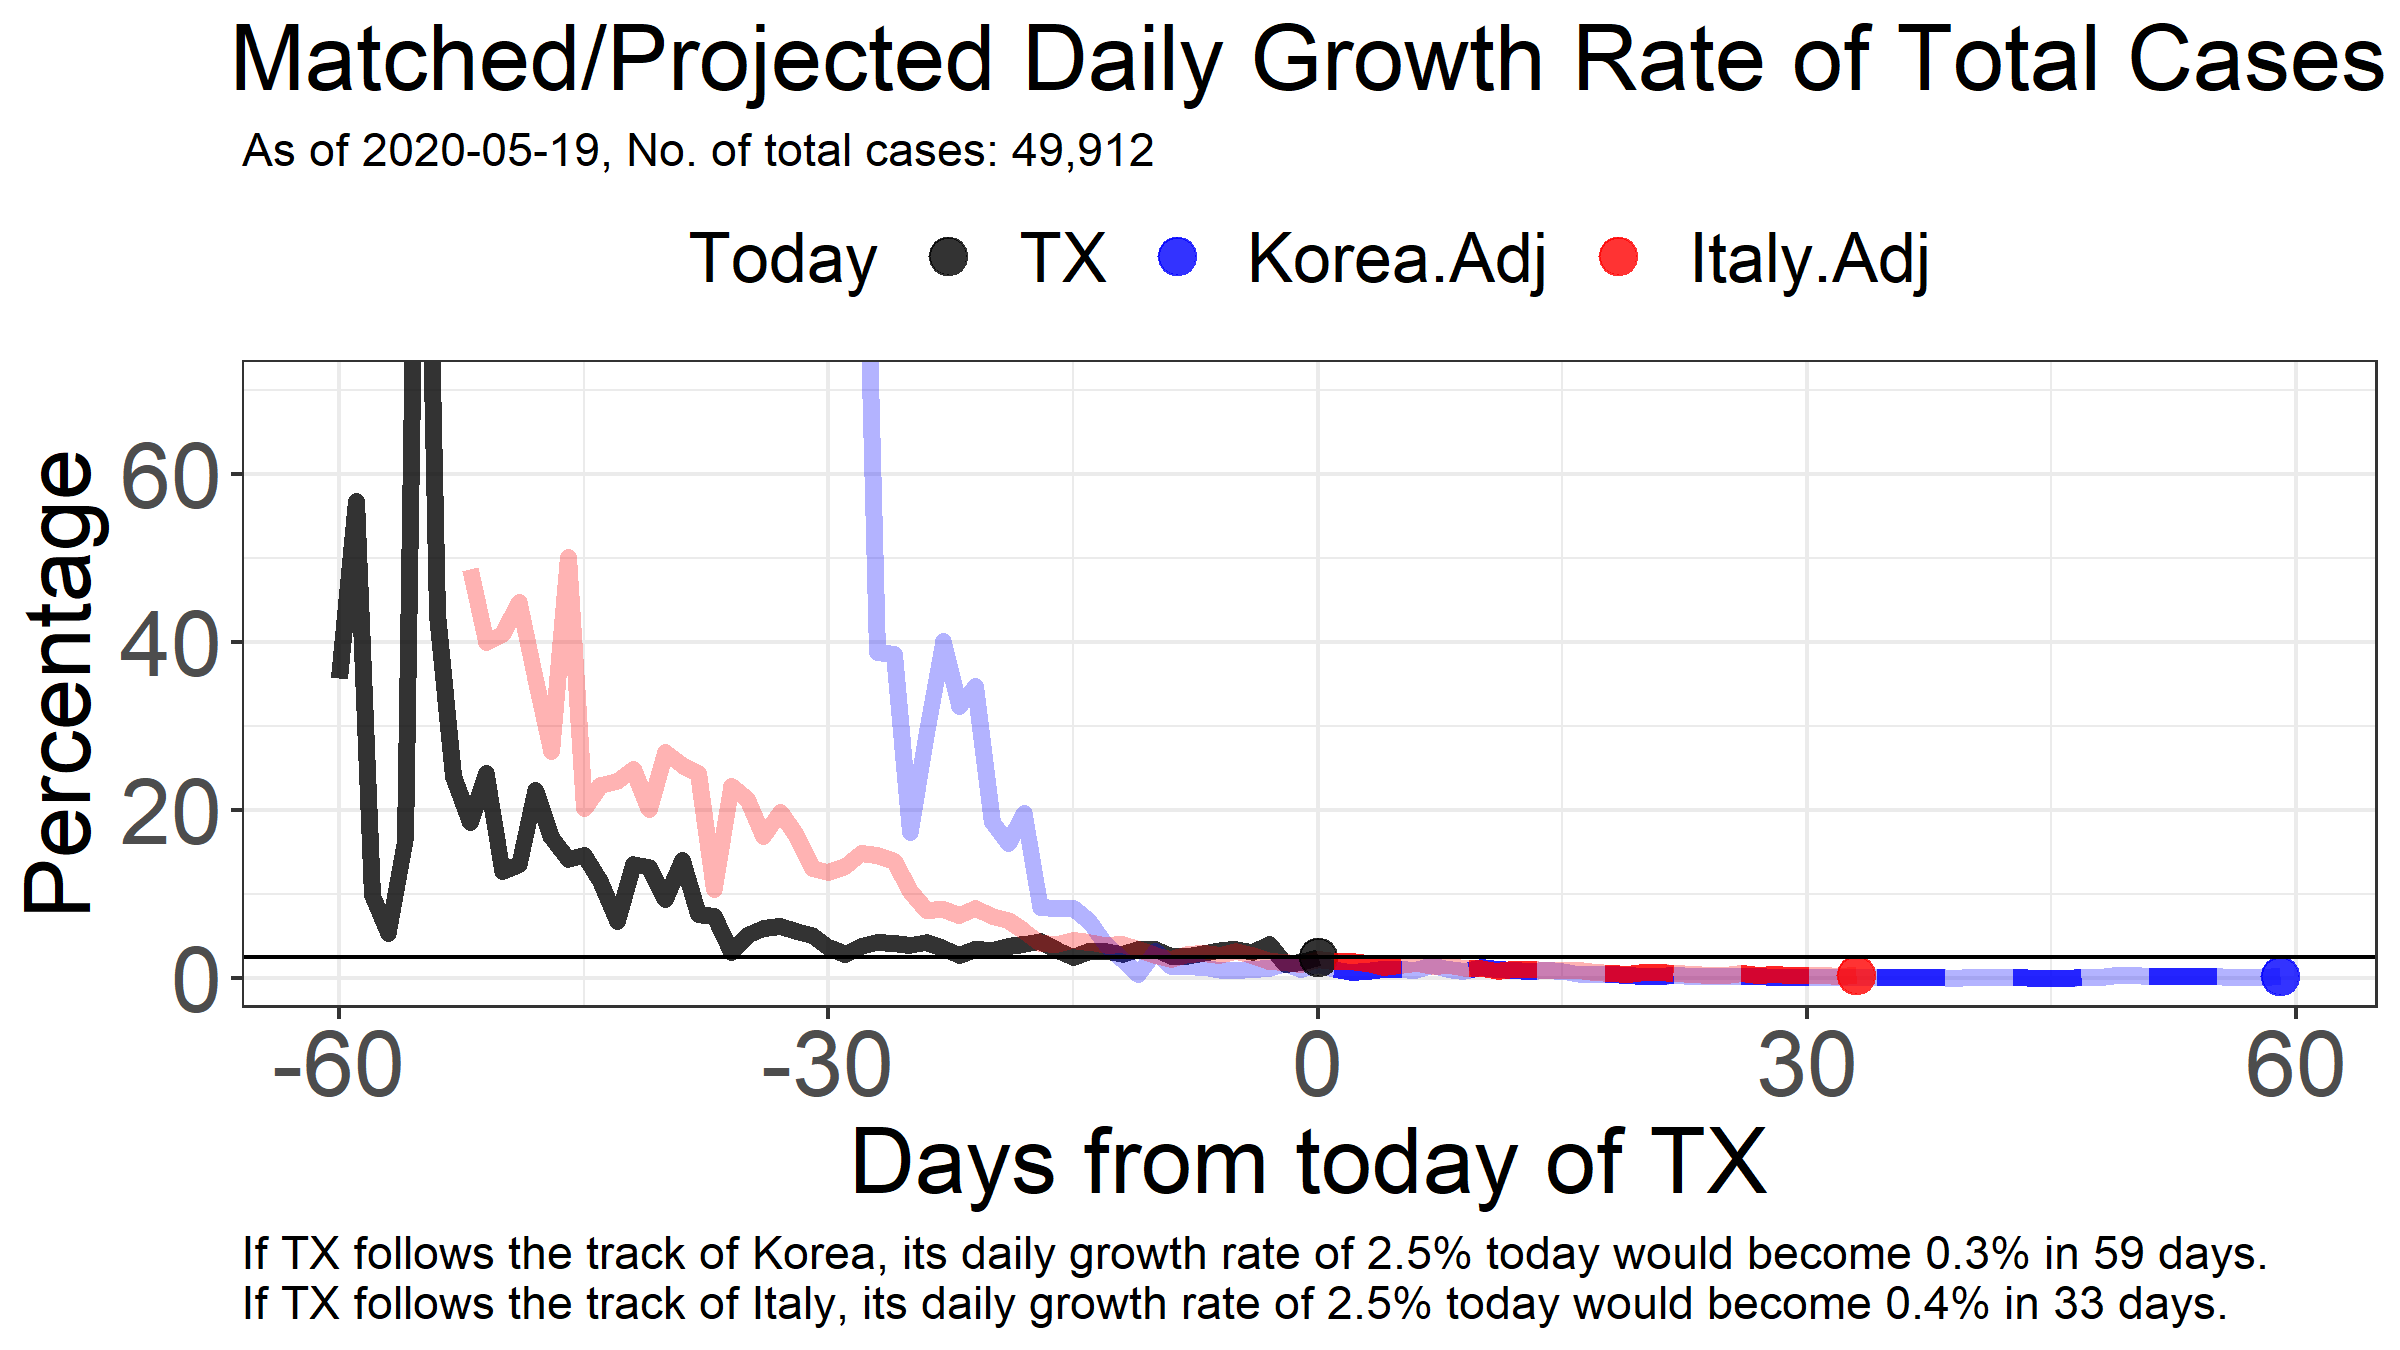 Matched/Projected Daily Growth Rate of Total Cases
As of 2020-05-19, No. of total cases: 49,912
Today TX Korea.Adj Italy.Adj
Percentage
60
40
20
0
-60 -30 0 30 60
Days from today of TX
If TX follows the track of Korea, its daily growth rate of 2.5% today would become 0.3% in 59 days.
If TX follows the track of Italy, its daily growth rate of 2.5% today would become 0.4% in 33 days.